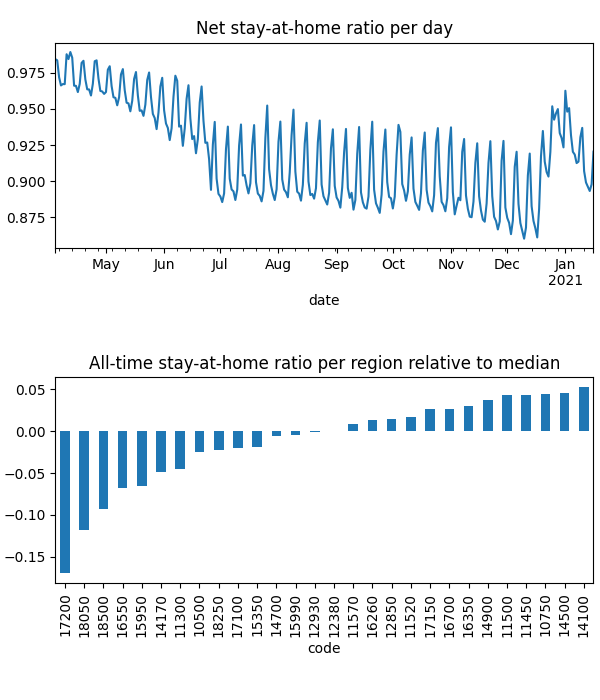 Net stay-at-home ratio per day
0.975
0.950
0.925
0.900
0.875
May Jun Jul Aug Sep Oct Nov Dec Jan
2021
date
All-time stay-at-home ratio per region relative to median
0.05
0.00
−0.05
−0.10
−0.15
17200 18050 18500 16550 15950 14170 11300 10500 18250 17100 15350 14700 15990 12930 12380 11570 16260 12850 11520 17150 16700 16350 14900 11500 11450 10750 14500 14100
code